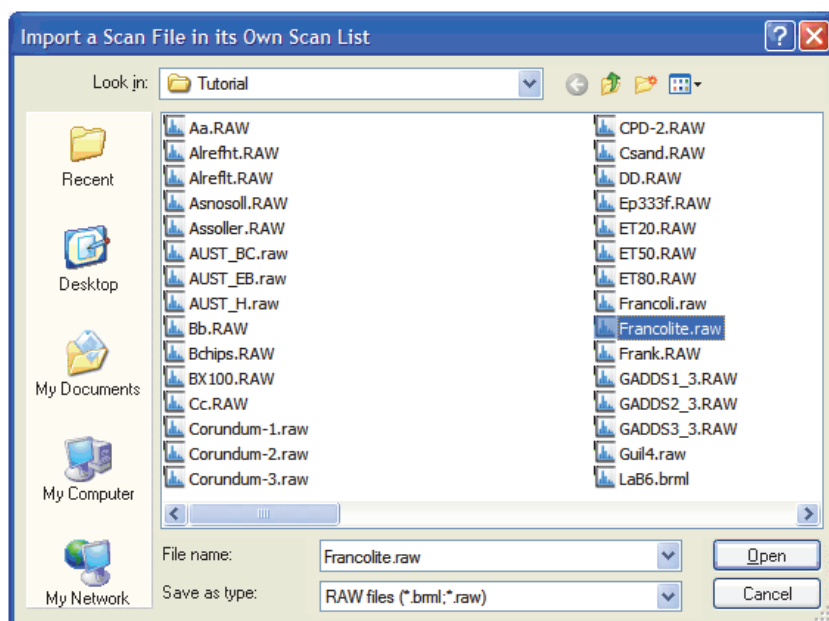 Import a Scan File in its Own Scan List
Look in:
Tutorial
Recent
Desktop
My Documents
My Computer
My Network
Aa.RAW
Alrefht.RAW
Alreflt.RAW
Asnosoll.RAW
Assoller.RAW
AUST_BC.raw
AUST_EB.raw
AUST_H.raw
Bb.RAW
Bchips.RAW
BX100.RAW
Cc.RAW
Corundum-1.raw
Corundum-2.raw
Corundum-3.raw
CPD-2.RAW
Csand.RAW
DD.RAW
Ep333f.RAW
ET20.RAW
ET50.RAW
ET80.RAW
Francoli.raw
Francolite.raw
Frank.RAW
GADDS1_3.RAW
GADDS2_3.RAW
GADDS3_3.RAW
Guil4.raw
LaB6.brml
File name:
Francolite.raw
Open
Save as type:
RAW files (*.brml;*.raw)
Cancel